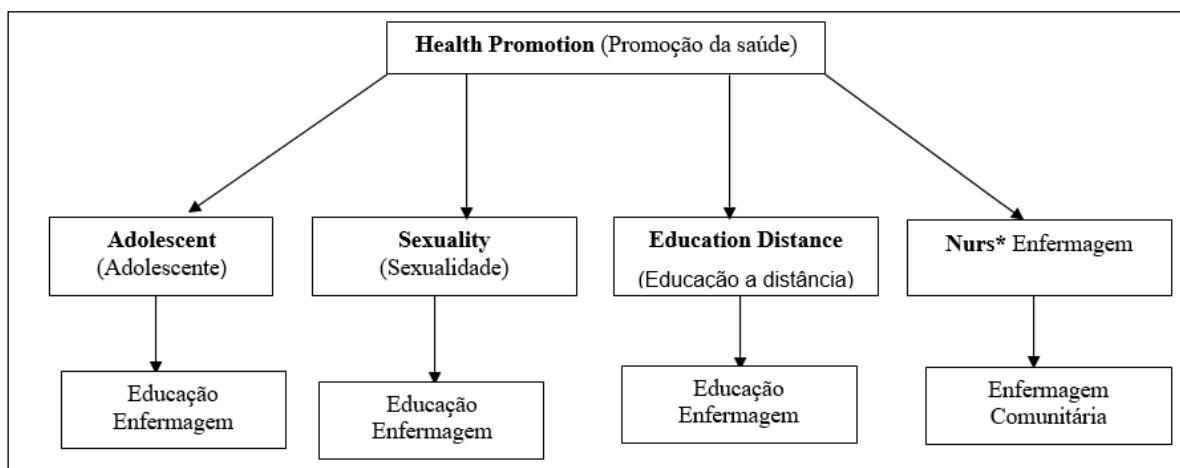 Health Promotion (Promoção da saúde)
Adolescent
(Adolescente)
Sexuality
(Sexualidade)
Education Distance
(Educação a distância)
Nurs* Enfermagem
Educação
Enfermagem
Educação
Enfermagem
Educação
Enfermagem
Enfermagem
Comunitária